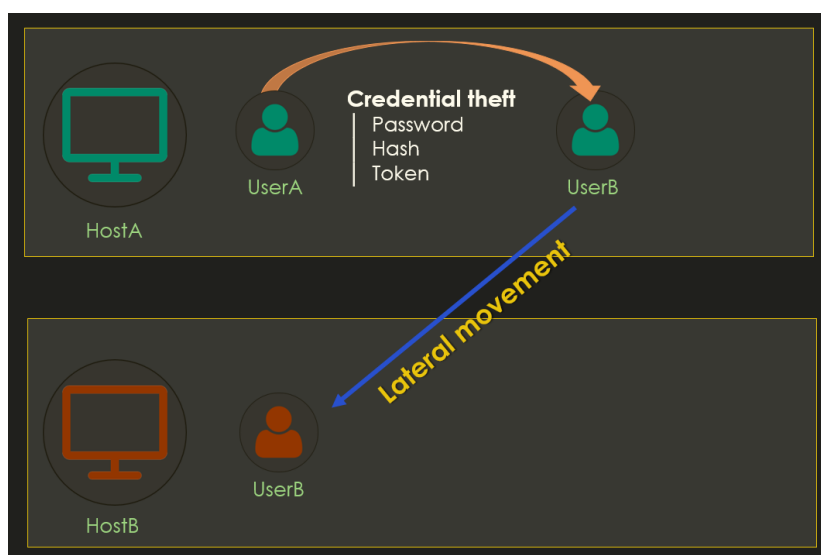 Credential theft
Password
Hash
Token
UserA
UserB
HostA
Lateral movement
UserB
HostB